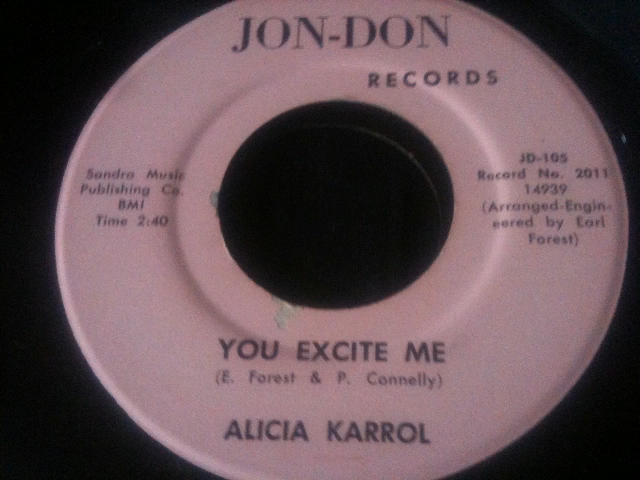 JON-DON
RECORDS
Sandra Music
Publishing Co.
BMI
Time 2:40
JD-105
Record No. 2011
14939
(Arranged-Engin-
eered by Earl
Forest)
YOU EXCITE ME
(E. Forest & P. Connelly)
ALICIA KARROL